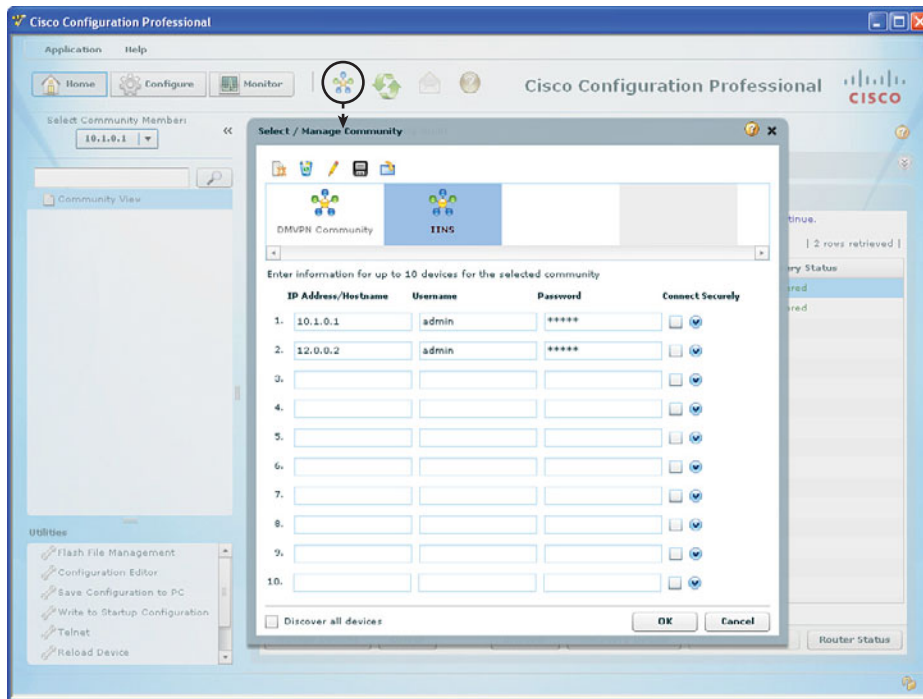 Cisco Configuration Professional
Application Help
Home Configure Monitor Cisco Configuration Professional CISCO
Select Community Member:
10.1.0.1
Community View
Select / Manage Community
DMVPN Community IINS
tinue.
2 rows retrieved
ery Status
ered
ered
Enter information for up to 10 devices for the selected community
IP Address/Hostname Username Password Connect Securely
1. 10.1.0.1 admin *****
2. 12.0.0.2 admin *****
3.
4.
5.
6.
7.
8.
9.
10.
Discover all devices OK Cancel
Utilities
Flash File Management
Configuration Editor
Save Configuration to PC
Write to Startup Configuration
Telnet
Reload Device
Router Status